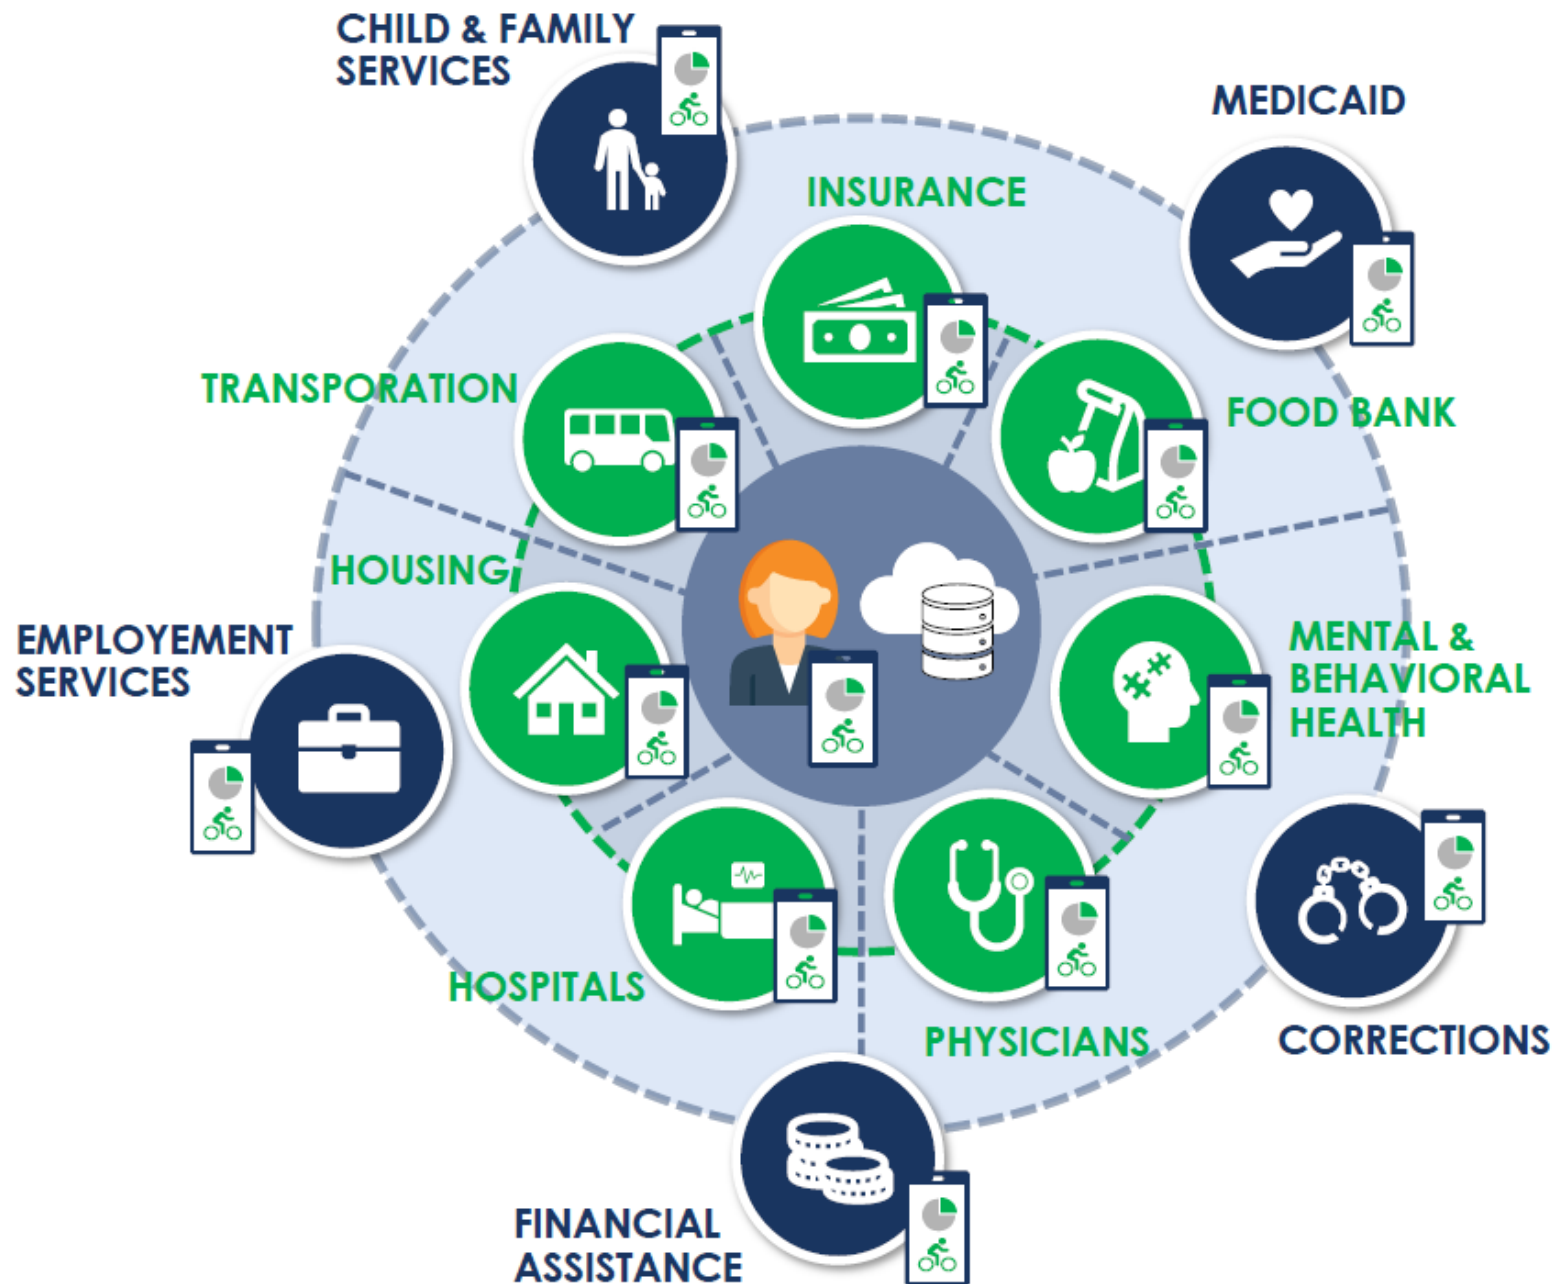 CHILD & FAMILY
SERVICES
MEDICAID
INSURANCE
TRANSPORATION
FOOD BANK
HOUSING
EMPLOYEMENT
SERVICES
MENTAL &
BEHAVIORAL
HEALTH
HOSPITALS
PHYSICIANS
CORRECTIONS
FINANCIAL
ASSISTANCE